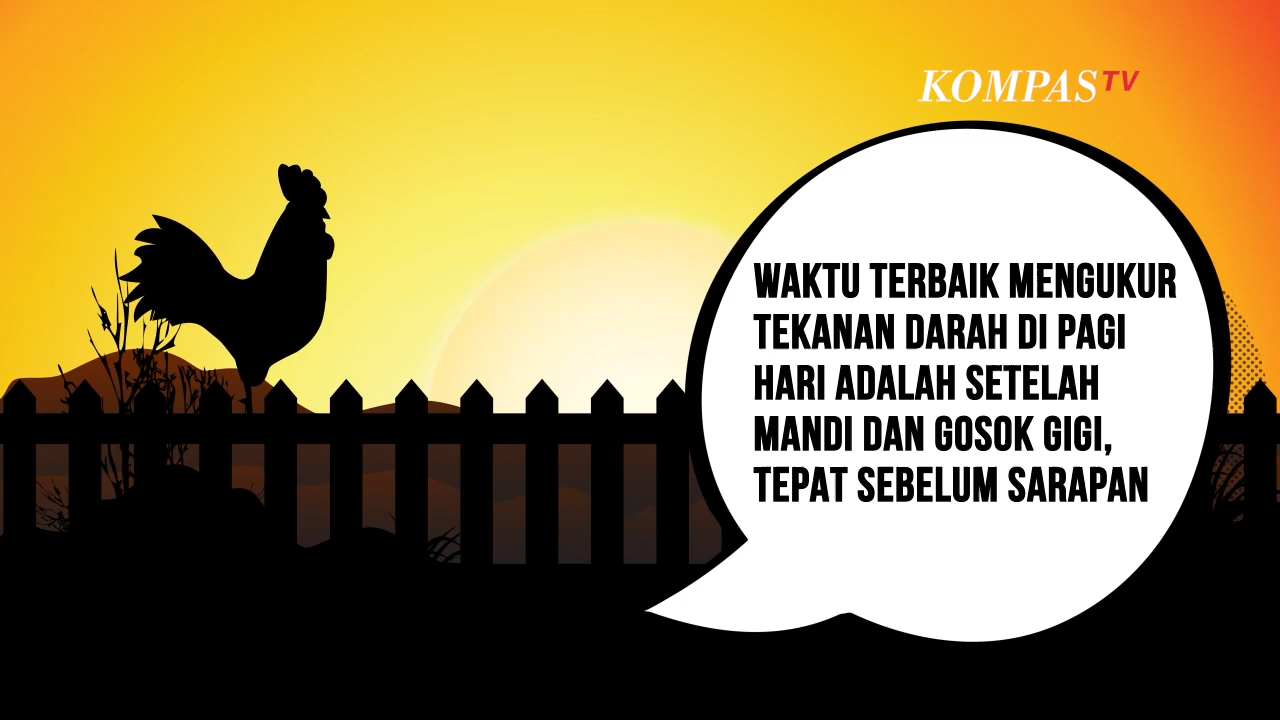 KOMPASTV
WAKTU TERBAIK MENGUKUR
TEKANAN DARAH DI PAGI
HARI ADALAH SETELAH
MANDI DAN GOSOK GIGI,
TEPAT SEBELUM SARAPAN